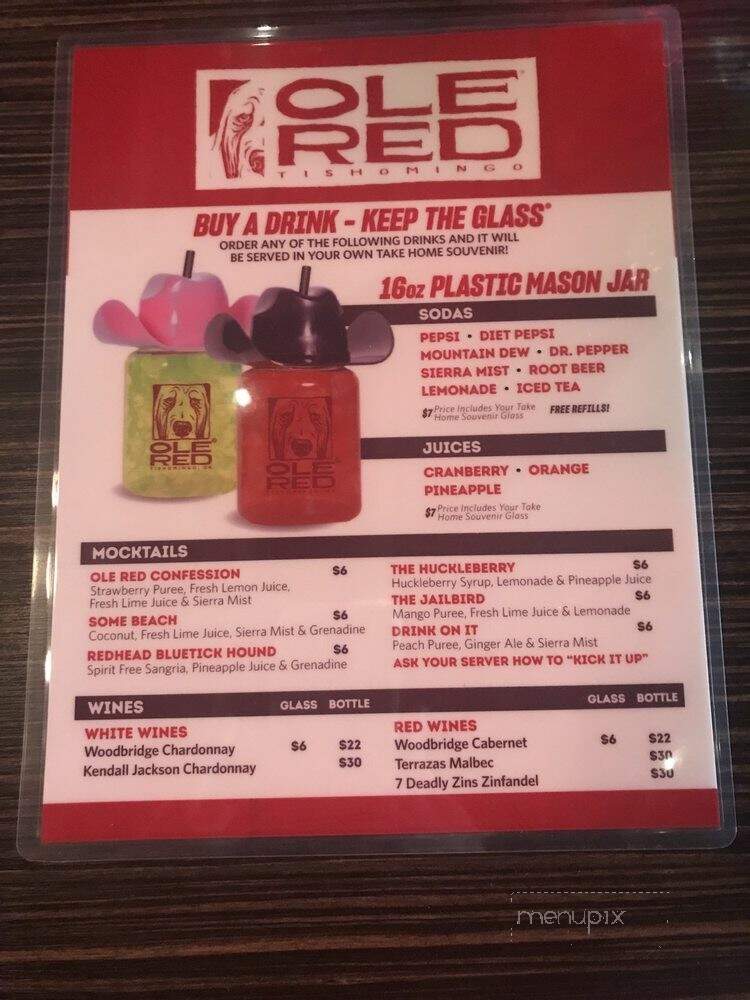 OLE
RED
TISHOMINGO
BUY A DRINK - KEEP THE GLASS*
ORDER ANY OF THE FOLLOWING DRINKS AND IT WILL
BE SERVED IN YOUR OWN TAKE HOME SOUVENIR!
16oz PLASTIC MASON JAR
SODAS
PEPSI • DIET PEPSI
MOUNTAIN DEW • DR. PEPPER
SIERRA MIST • ROOT BEER
LEMONADE • ICED TEA
$7 Price Includes Your Take
Home Souvenir Glass
FREE REFILLS!
JUICES
CRANBERRY • ORANGE
PINEAPPLE
$7 Price Includes Your Take
Home Souvenir Glass
OLE
RED
TISHOMINGO, OK
OLE
RED
MOCKTAILS
OLE RED CONFESSION $6
Strawberry Puree, Fresh Lemon Juice,
Fresh Lime Juice & Sierra Mist
SOME BEACH $6
Coconut, Fresh Lime Juice, Sierra Mist & Grenadine
REDHEAD BLUETICK HOUND $6
Spirit Free Sangria, Pineapple Juice & Grenadine
THE HUCKLEBERRY $6
Huckleberry Syrup, Lemonade & Pineapple Juice
THE JAILBIRD $6
Mango Puree, Fresh Lime Juice & Lemonade
DRINK ON IT $6
Peach Puree, Ginger Ale & Sierra Mist
ASK YOUR SERVER HOW TO "KICK IT UP"
WINES GLASS BOTTLE
WHITE WINES
Woodbridge Chardonnay $6 $22
Kendall Jackson Chardonnay $30
GLASS BOTTLE
RED WINES
Woodbridge Cabernet $6 $22
Terrazas Malbec $30
7 Deadly Zins Zinfandel $30
menupix